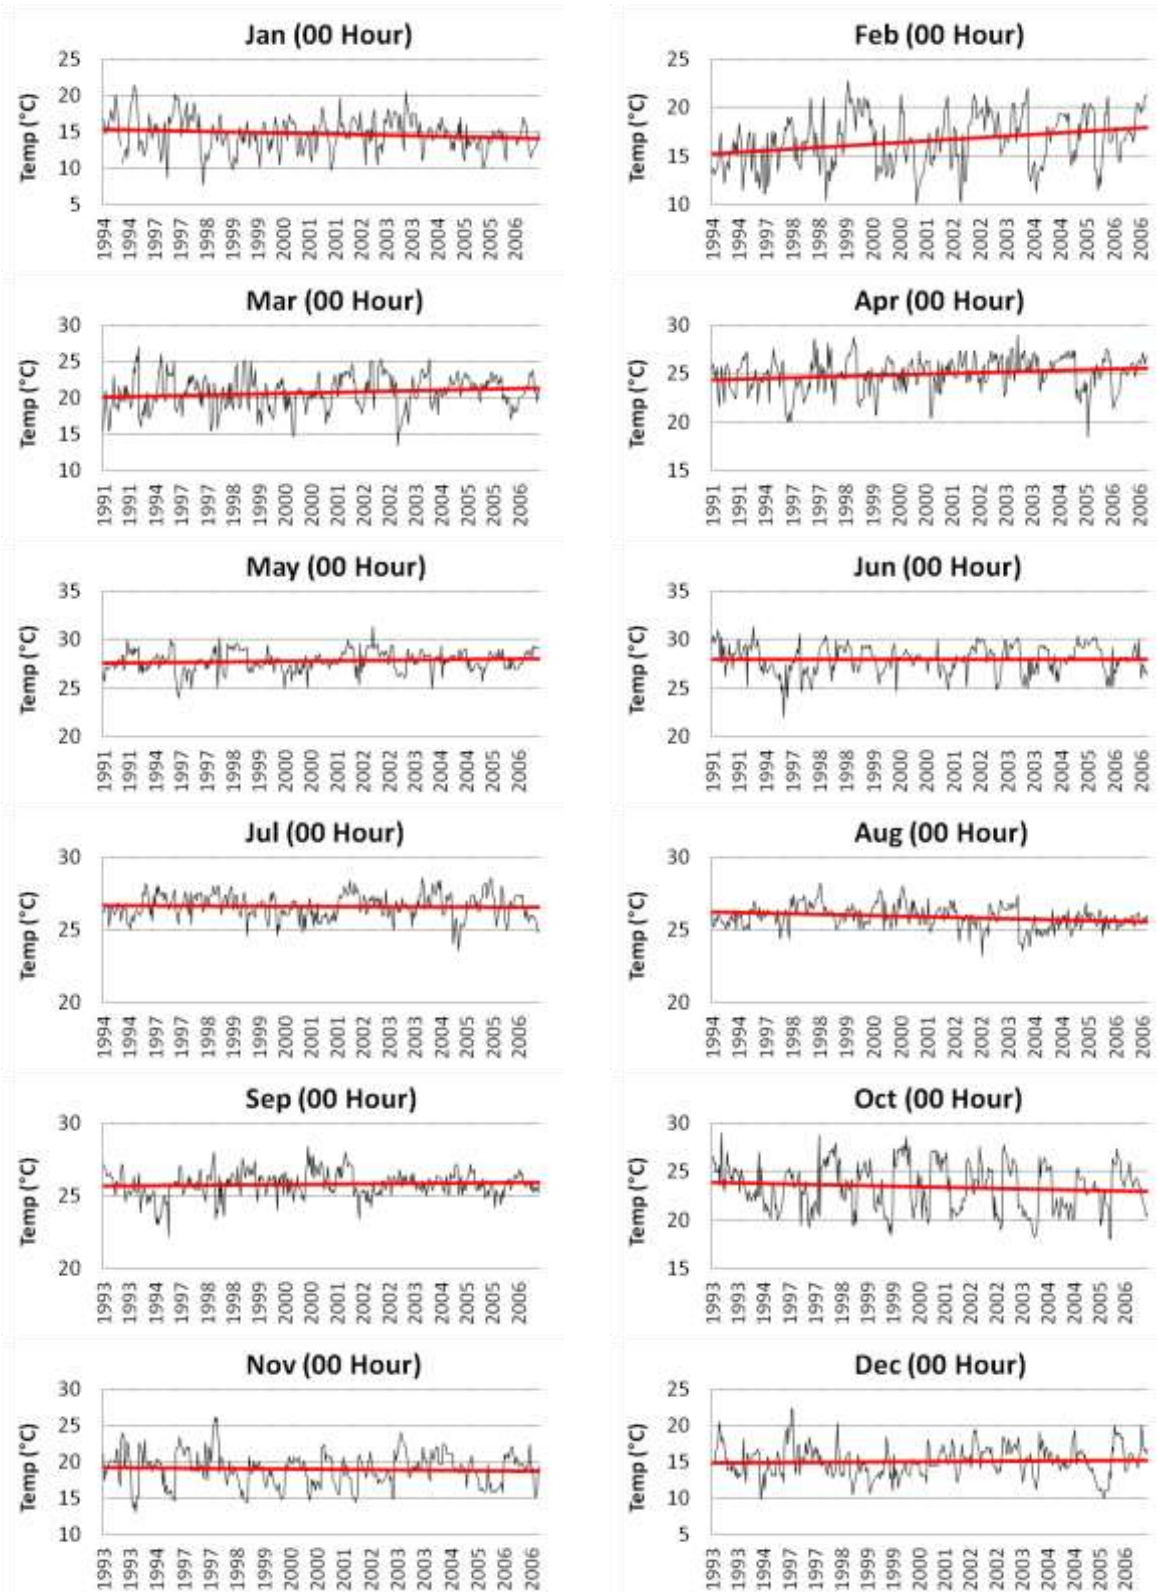 Jan (00 Hour)
Temp (°C)
25
20
15
10
5
1994 1994 1997 1997 1998 1999 1999 2000 2001 2001 2002 2003 2003 2004 2005 2005 2006
Feb (00 Hour)
Temp (°C)
25
20
15
10
1994 1994 1997 1998 1998 1999 2000 2000 2001 2002 2002 2003 2004 2004 2005 2006 2006
Mar (00 Hour)
Temp (°C)
30
25
20
15
10
1991 1991 1994 1997 1997 1998 1999 2000 2000 2001 2002 2002 2003 2004 2005 2005 2006
Apr (00 Hour)
Temp (°C)
30
25
20
15
1991 1991 1994 1997 1997 1998 1999 2000 2001 2001 2002 2003 2003 2004 2005 2006 2006
May (00 Hour)
Temp (°C)
35
30
25
20
1991 1991 1994 1997 1997 1998 1999 2000 2000 2001 2002 2002 2003 2004 2005 2005 2006
Jun (00 Hour)
Temp (°C)
35
30
25
20
1991 1991 1994 1997 1998 1998 1999 2000 2000 2001 2002 2003 2003 2004 2005 2006 2006
Jul (00 Hour)
Temp (°C)
30
25
20
1994 1994 1997 1997 1998 1999 1999 2000 2001 2001 2002 2003 2003 2004 2005 2005 2006
Aug (00 Hour)
Temp (°C)
30
25
20
1994 1994 1997 1998 1998 1999 2000 2000 2001 2002 2002 2003 2004 2004 2005 2006 2006
Sep (00 Hour)
Temp (°C)
30
25
20
1993 1993 1994 1997 1998 1998 1999 2000 2000 2001 2002 2002 2003 2004 2005 2005 2006
Oct (00 Hour)
Temp (°C)
30
25
20
15
1993 1993 1994 1997 1997 1998 1999 1999 2000 2001 2002 2002 2003 2004 2004 2005 2006
Nov (00 Hour)
Temp (°C)
30
25
20
15
10
1993 1993 1994 1997 1997 1998 1999 2000 2000 2001 2002 2003 2003 2004 2005 2006 2006
Dec (00 Hour)
Temp (°C)
25
20
15
10
5
1993 1993 1994 1997 1997 1998 1999 1999 2000 2001 2002 2002 2003 2004 2004 2005 2006